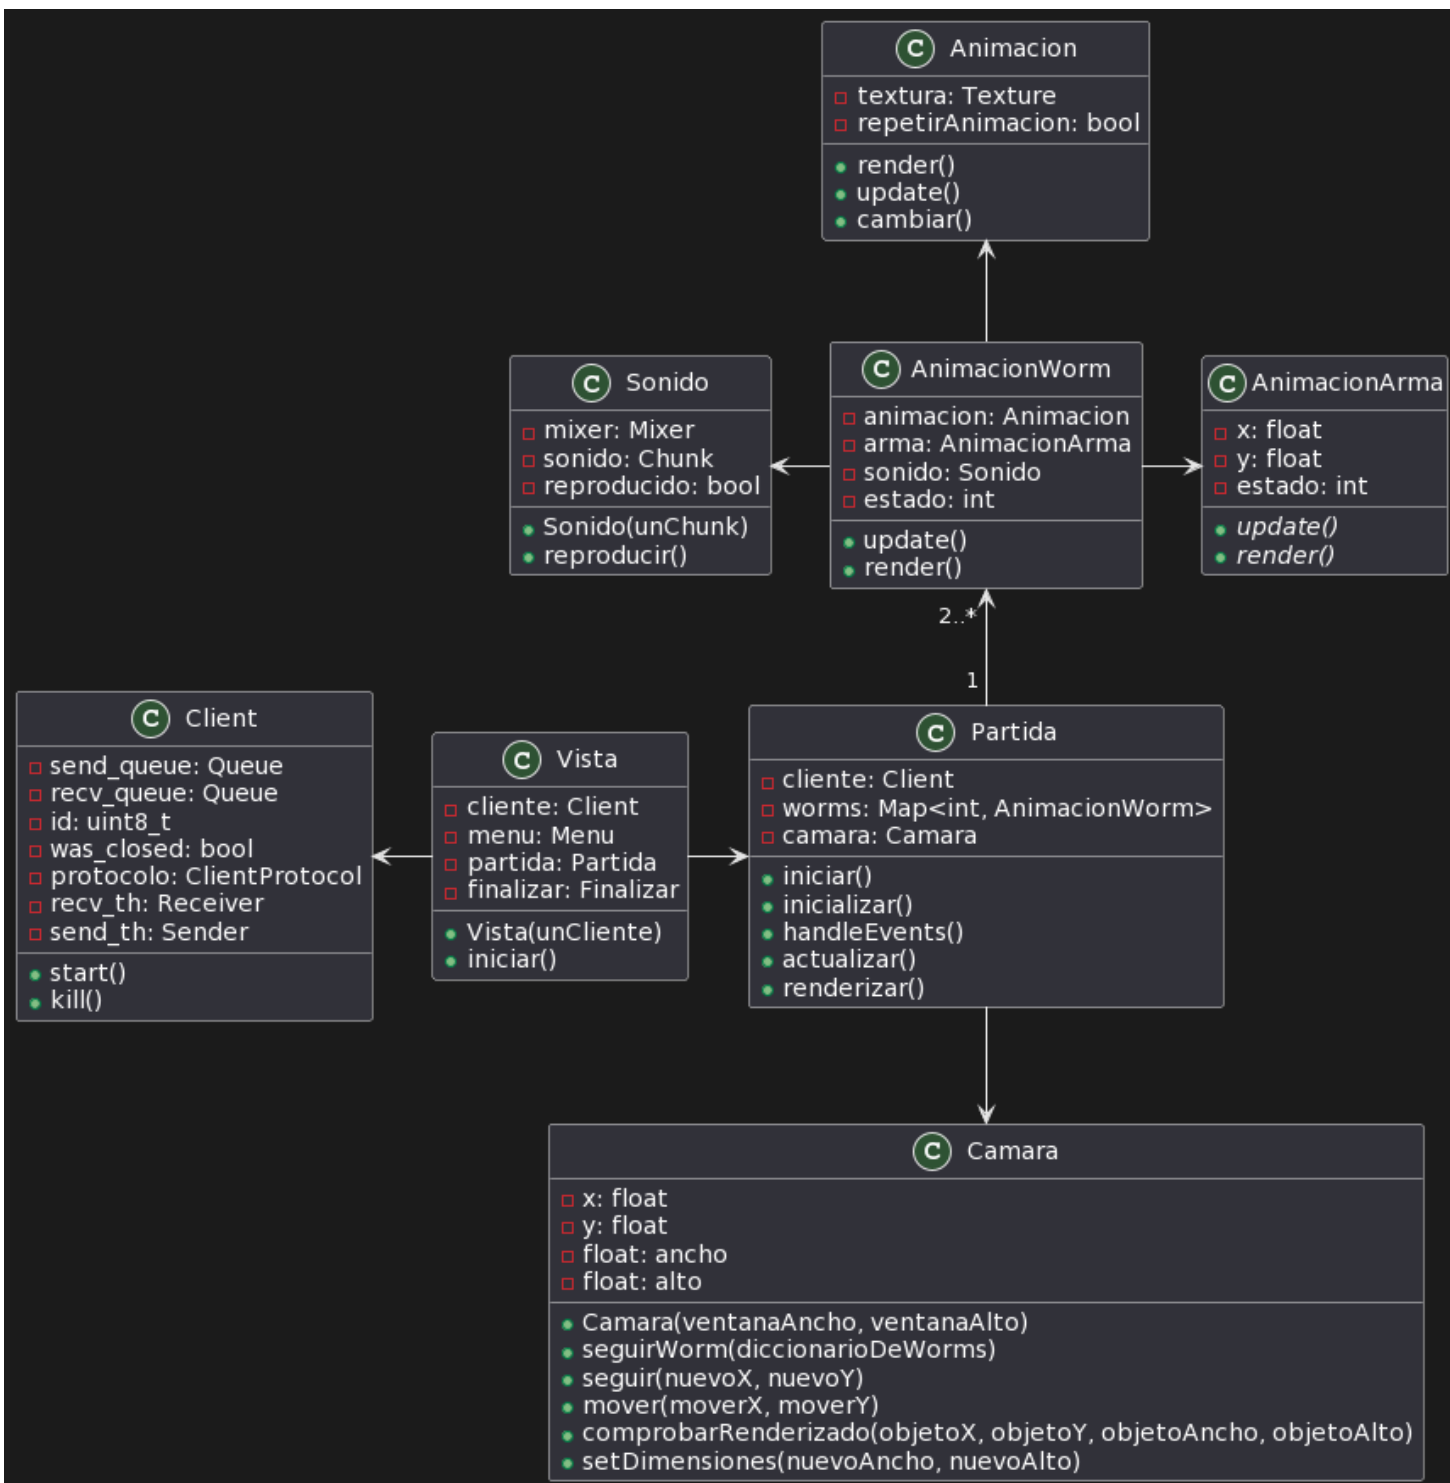 C Animacion
textura: Texture
repetirAnimacion: bool
render()
update()
cambiar()
C Sonido
mixer: Mixer
sonido: Chunk
reproducido: bool
Sonido(unChunk)
reproducir()
C AnimacionWorm
animacion: Animacion
arma: AnimacionArma
sonido: Sonido
estado: int
update()
render()
C AnimacionArma
x: float
y: float
estado: int
update()
render()
2..*
1
C Client
send_queue: Queue
recv_queue: Queue
id: uint8_t
was_closed: bool
protocolo: ClientProtocol
recv_th: Receiver
send_th: Sender
start()
kill()
C Vista
cliente: Client
menu: Menu
partida: Partida
finalizar: Finalizar
Vista(unCliente)
iniciar()
C Partida
cliente: Client
worms: Map<int, AnimacionWorm>
camara: Camara
iniciar()
inicializar()
handleEvents()
actualizar()
renderizar()
C Camara
x: float
y: float
float: ancho
float: alto
Camara(ventanaAncho, ventanaAlto)
seguirWorm(diccionarioDeWorms)
seguir(nuevoX, nuevoY)
mover(moverX, moverY)
comprobarRenderizado(objetoX, objetoY, objetoAncho, objetoAlto)
setDimensiones(nuevoAncho, nuevoAlto)